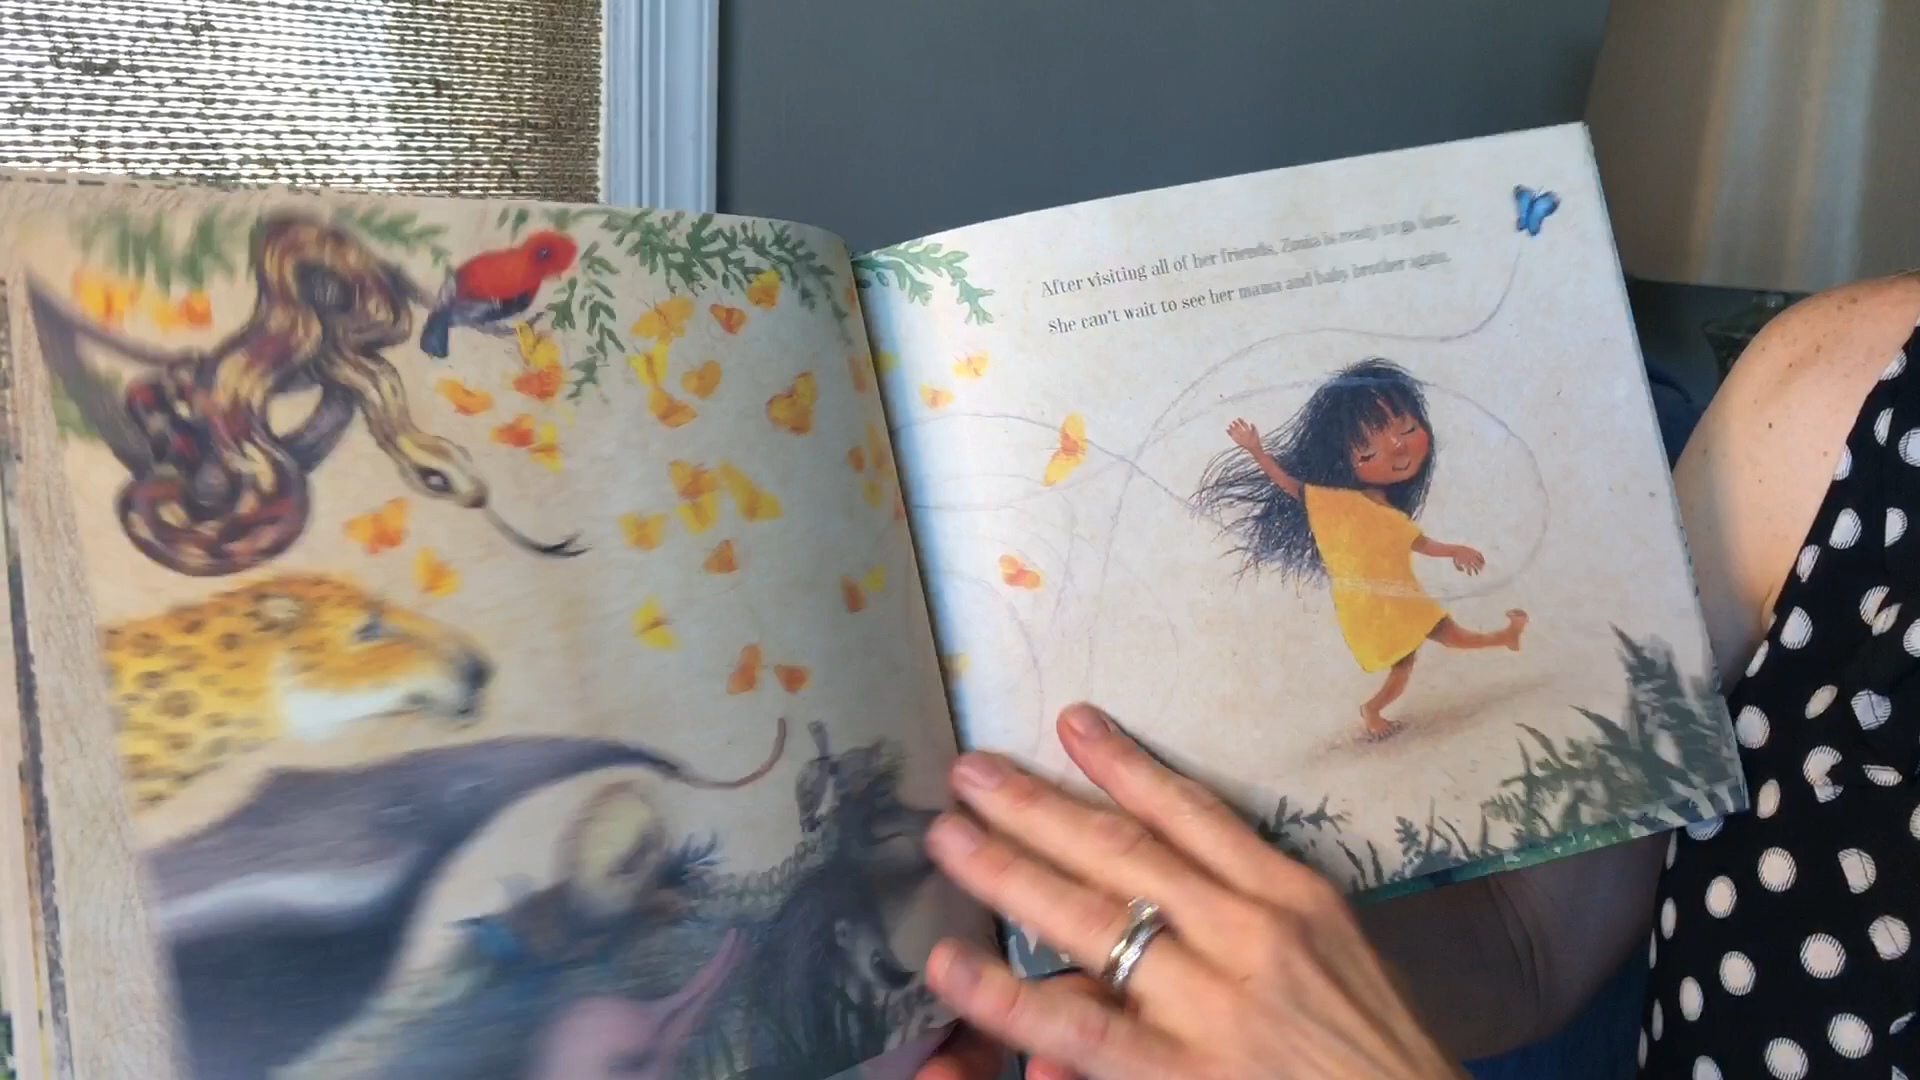 After visiting all of her friends, Zonia is ready to go home.
She can't wait to see her mama and baby brother again.